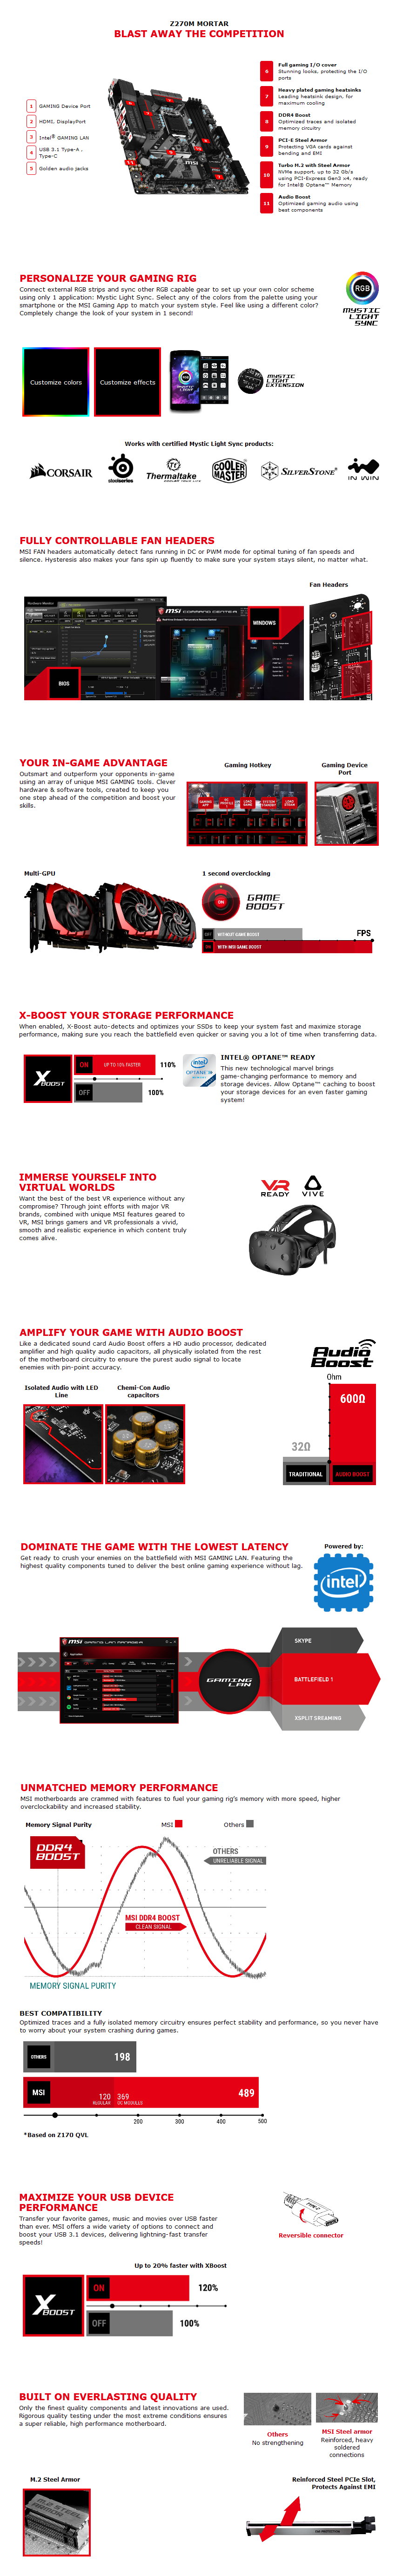 Z270M MORTAR
BLAST AWAY THE COMPETITION
1 GAMING Device Port
2 HDMI, DisplayPort
3 Intel® GAMING LAN
4 USB 3.1 Type-A ,
Type-C
5 Golden audio jacks
6 Full gaming I/O cover
Stunning looks, protecting the I/O
ports
7 Heavy plated gaming heatsinks
Leading heatsink design, for
maximum cooling
8 DDR4 Boost
Optimized traces and isolated
memory circuitry
9 PCI-E Steel Armor
Protecting VGA cards against
bending and EMI
10 Turbo M.2 with Steel Armor
NVMe support, up to 32 Gb/s
using PCI-Express Gen3 x4, ready
for Intel® Optane™ Memory
11 Audio Boost
Optimized gaming audio using
best components
PERSONALIZE YOUR GAMING RIG
Connect external RGB strips and sync other RGB capable gear to set up your own color scheme
using only 1 application: Mystic Light Sync. Select any of the colors from the palette using your
smartphone or the MSI Gaming App to match your system style. Feel like using a different color?
Completely change the look of your system in 1 second!
RGB
MYSTIC
LIGHT
SYNC
Customize colors
Customize effects
MYSTIC
LIGHT
EXTENSION
Works with certified Mystic Light Sync products:
CORSAIR
steelseries
Thermaltake
COOLER MASTER
SILVERSTONE
IN WIN
FULLY CONTROLLABLE FAN HEADERS
MSI FAN headers automatically detect fans running in DC or PWM mode for optimal tuning of fan speeds and
silence. Hysteresis also makes your fans spin up fluently to make sure your system stays silent, no matter what.
Fan Headers
msi COMMAND CENTER
WINDOWS
BIOS
YOUR IN-GAME ADVANTAGE
Outsmart and outperform your opponents in-game
using an array of unique MSI GAMING tools. Clever
hardware & software tools, created to keep you
one step ahead of the competition and boost your
skills.
Gaming Hotkey
Gaming Device
Port
Multi-GPU
1 second overclocking
ON
GAME
BOOST
FPS
OFF WITHOUT GAME BOOST
ON WITH MSI GAME BOOST
X-BOOST YOUR STORAGE PERFORMANCE
When enabled, X-Boost auto-detects and optimizes your SSDs to keep your system fast and maximize storage
performance, making sure you reach the battlefield even quicker or saving you a lot of time when transferring data.
X BOOST
ON UP TO 10% FASTER 110%
OFF 100%
intel
OPTANE
INTEL® OPTANE™ READY
This new technological marvel brings
game-changing performance to memory and
storage devices. Allow Optane™ caching to boost
your storage devices for an even faster gaming
system!
IMMERSE YOURSELF INTO
VIRTUAL WORLDS
Want the best of the best VR experience without any
compromise? Through joint efforts with major VR
brands, combined with unique MSI features geared to
VR, MSI brings gamers and VR professionals a vivid,
smooth and realistic experience in which content truly
comes alive.
VR
READY
VIVE
AMPLIFY YOUR GAME WITH AUDIO BOOST
Like a dedicated sound card Audio Boost offers a HD audio processor, dedicated
amplifier and high quality audio capacitors, all physically isolated from the rest
of the motherboard circuitry to ensure the purest audio signal to locate
enemies with pin-point accuracy.
Audio
Boost
Isolated Audio with LED
Line
Chemi-Con Audio
capacitors
Ohm
600Ω
32Ω
TRADITIONAL
AUDIO BOOST
DOMINATE THE GAME WITH THE LOWEST LATENCY
Get ready to crush your enemies on the battlefield with MSI GAMING LAN. Featuring the
highest quality components tuned to deliver the best online gaming experience without lag.
Powered by:
intel
msi GAMING LAN MANAGER
GAMING
LAN
SKYPE
BATTLEFIELD 1
XSPLIT SREAMING
UNMATCHED MEMORY PERFORMANCE
MSI motherboards are crammed with features to fuel your gaming rig's memory with more speed, higher
overclockability and increased stability.
Memory Signal Purity
MSI
Others
DDR4
BOOST
OTHERS
UNRELIABLE SIGNAL
MSI DDR4 BOOST
CLEAN SIGNAL
MEMORY SIGNAL PURITY
BEST COMPATIBILITY
Optimized traces and a fully isolated memory circuitry ensures perfect stability and performance, so you never have
to worry about your system crashing during games.
OTHERS 198
MSI 120 REGULAR 369 OC MODULES 489
200 300 400 500
*Based on Z170 QVL
MAXIMIZE YOUR USB DEVICE
PERFORMANCE
Transfer your favorite games, music and movies over USB faster
than ever. MSI offers a wide variety of options to connect and
boost your USB 3.1 devices, delivering lightning-fast transfer
speeds!
TYPE-C
Reversible connector
Up to 20% faster with XBoost
X BOOST
ON 120%
OFF 100%
BUILT ON EVERLASTING QUALITY
Only the finest quality components and latest innovations are used.
Rigorous quality testing under the most extreme conditions ensures
a super reliable, high performance motherboard.
Others
No strengthening
MSI Steel armor
Reinforced, heavy
soldered
connections
M.2 Steel Armor
Reinforced Steel PCIe Slot,
Protects Against EMI